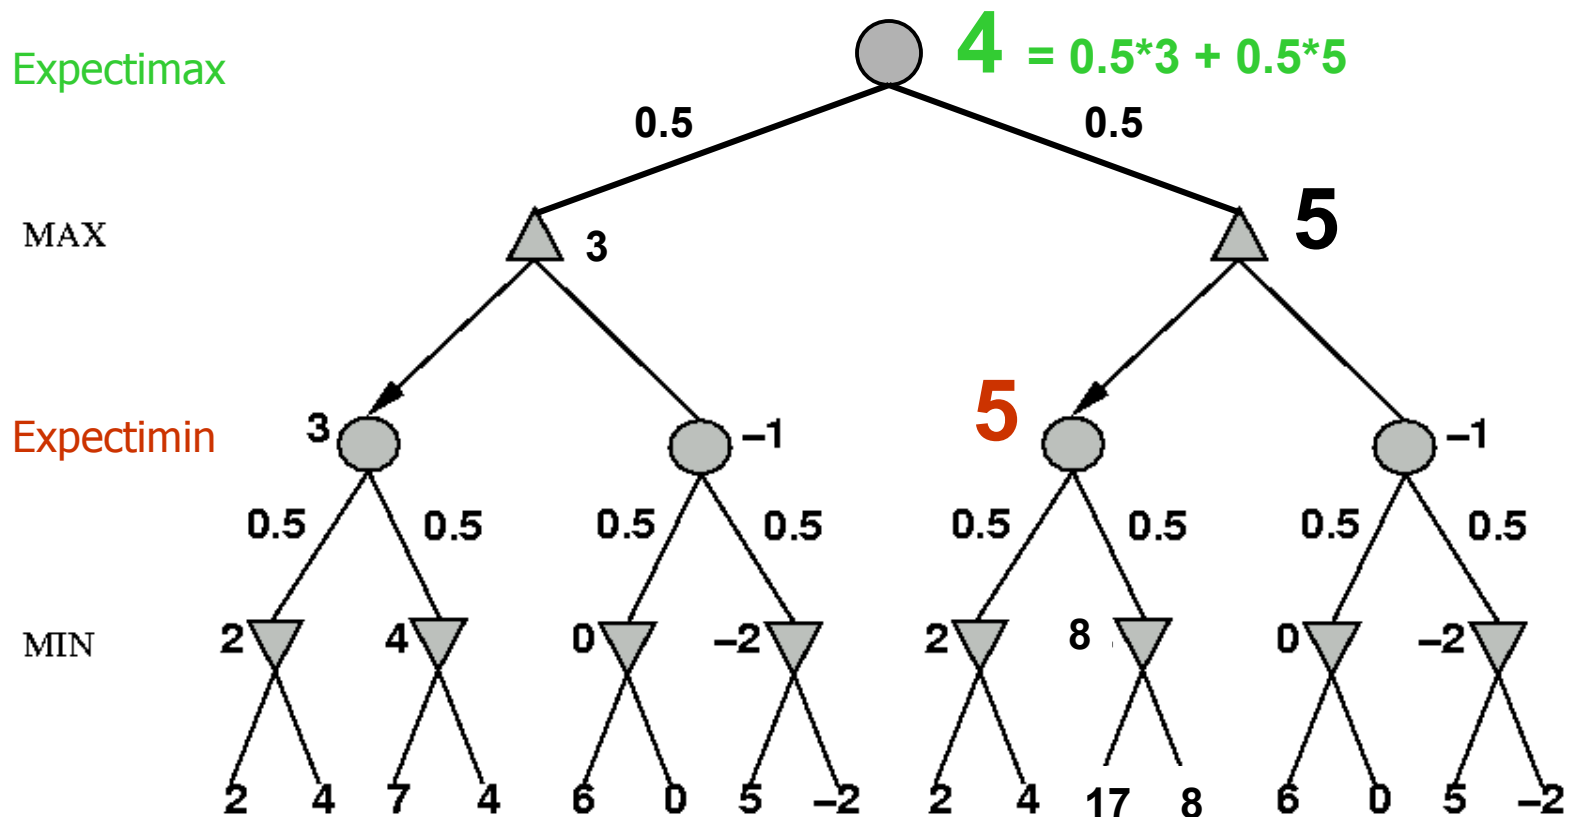 Expectimax 4 = 0.5*3 + 0.5*5
0.5 0.5
MAX 3 5
Expectimin 3 –1 5 –1
0.5 0.5 0.5 0.5 0.5 0.5 0.5 0.5
MIN 2 4 0 –2 2 8 0 –2
2 4 7 4 6 0 5 –2 2 4 17 8 6 0 5 –2